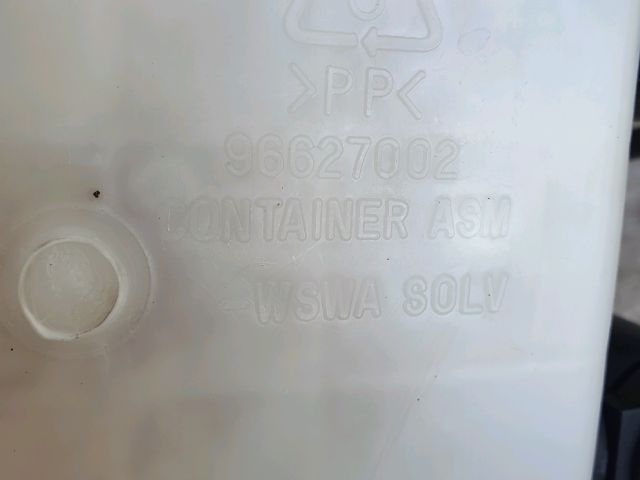 >PP<
96627002
CONTAINER ASM
-WSWA SOLV